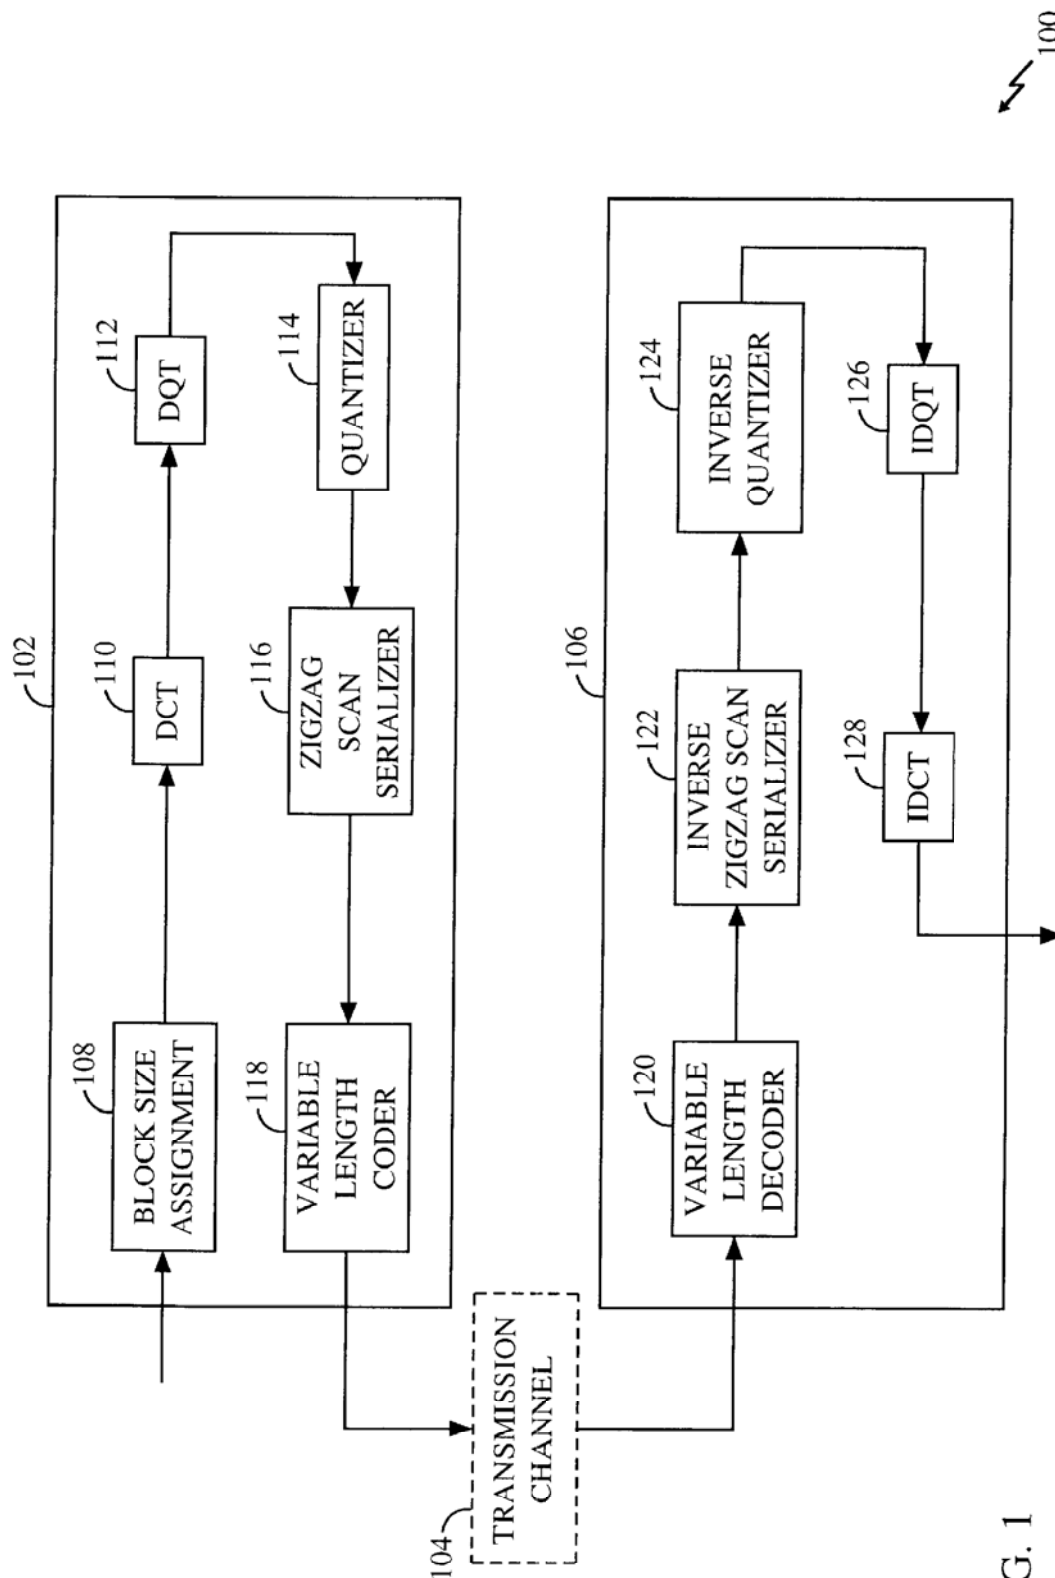 102
108
BLOCK SIZE
ASSIGNMENT
110
DCT
112
DQT
114
QUANTIZER
116
ZIGZAG
SCAN
SERIALIZER
118
VARIABLE
LENGTH
CODER
104
TRANSMISSION
CHANNEL
106
120
VARIABLE
LENGTH
DECODER
122
INVERSE
ZIGZAG SCAN
SERIALIZER
124
INVERSE
QUANTIZER
126
IDQT
128
IDCT
100
G. 1